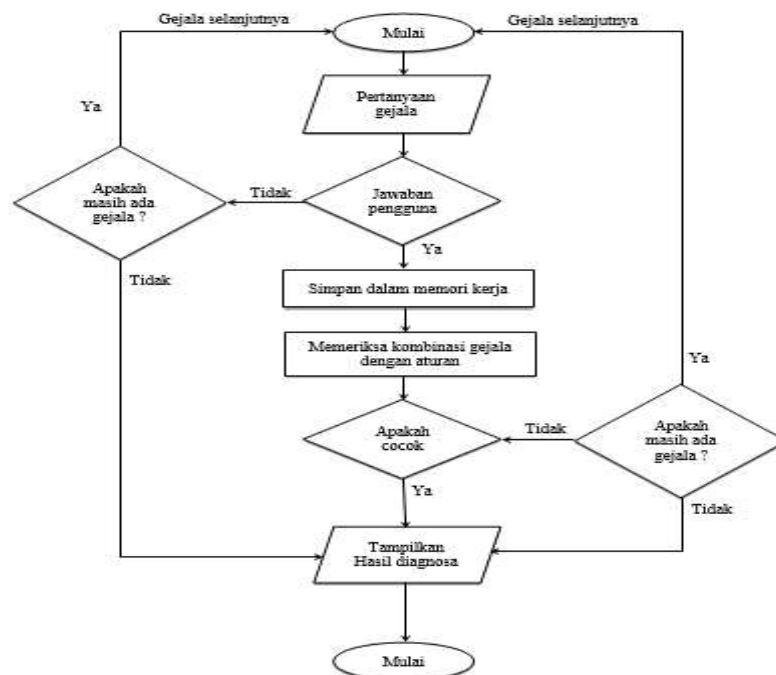 Gejala selanjutnya
Mulai
Gejala selanjutnya
Pertanyaan
gejala
Ya
Apakah
masih ada
gejala ?
Tidak
Jawaban
pengguna
Ya
Tidak
Simpan dalam memori kerja
Memeriksa kombinasi gejala
dengan aturan
Ya
Apakah
cocok
Tidak
Apakah
masih ada
gejala ?
Ya
Tidak
Tampilkan
Hasil diagnosa
Mulai